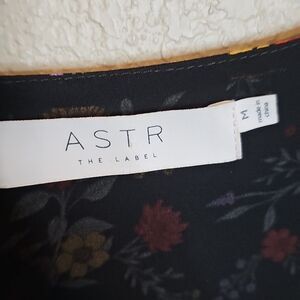 ASTR
THE LABEL
M
made in
china